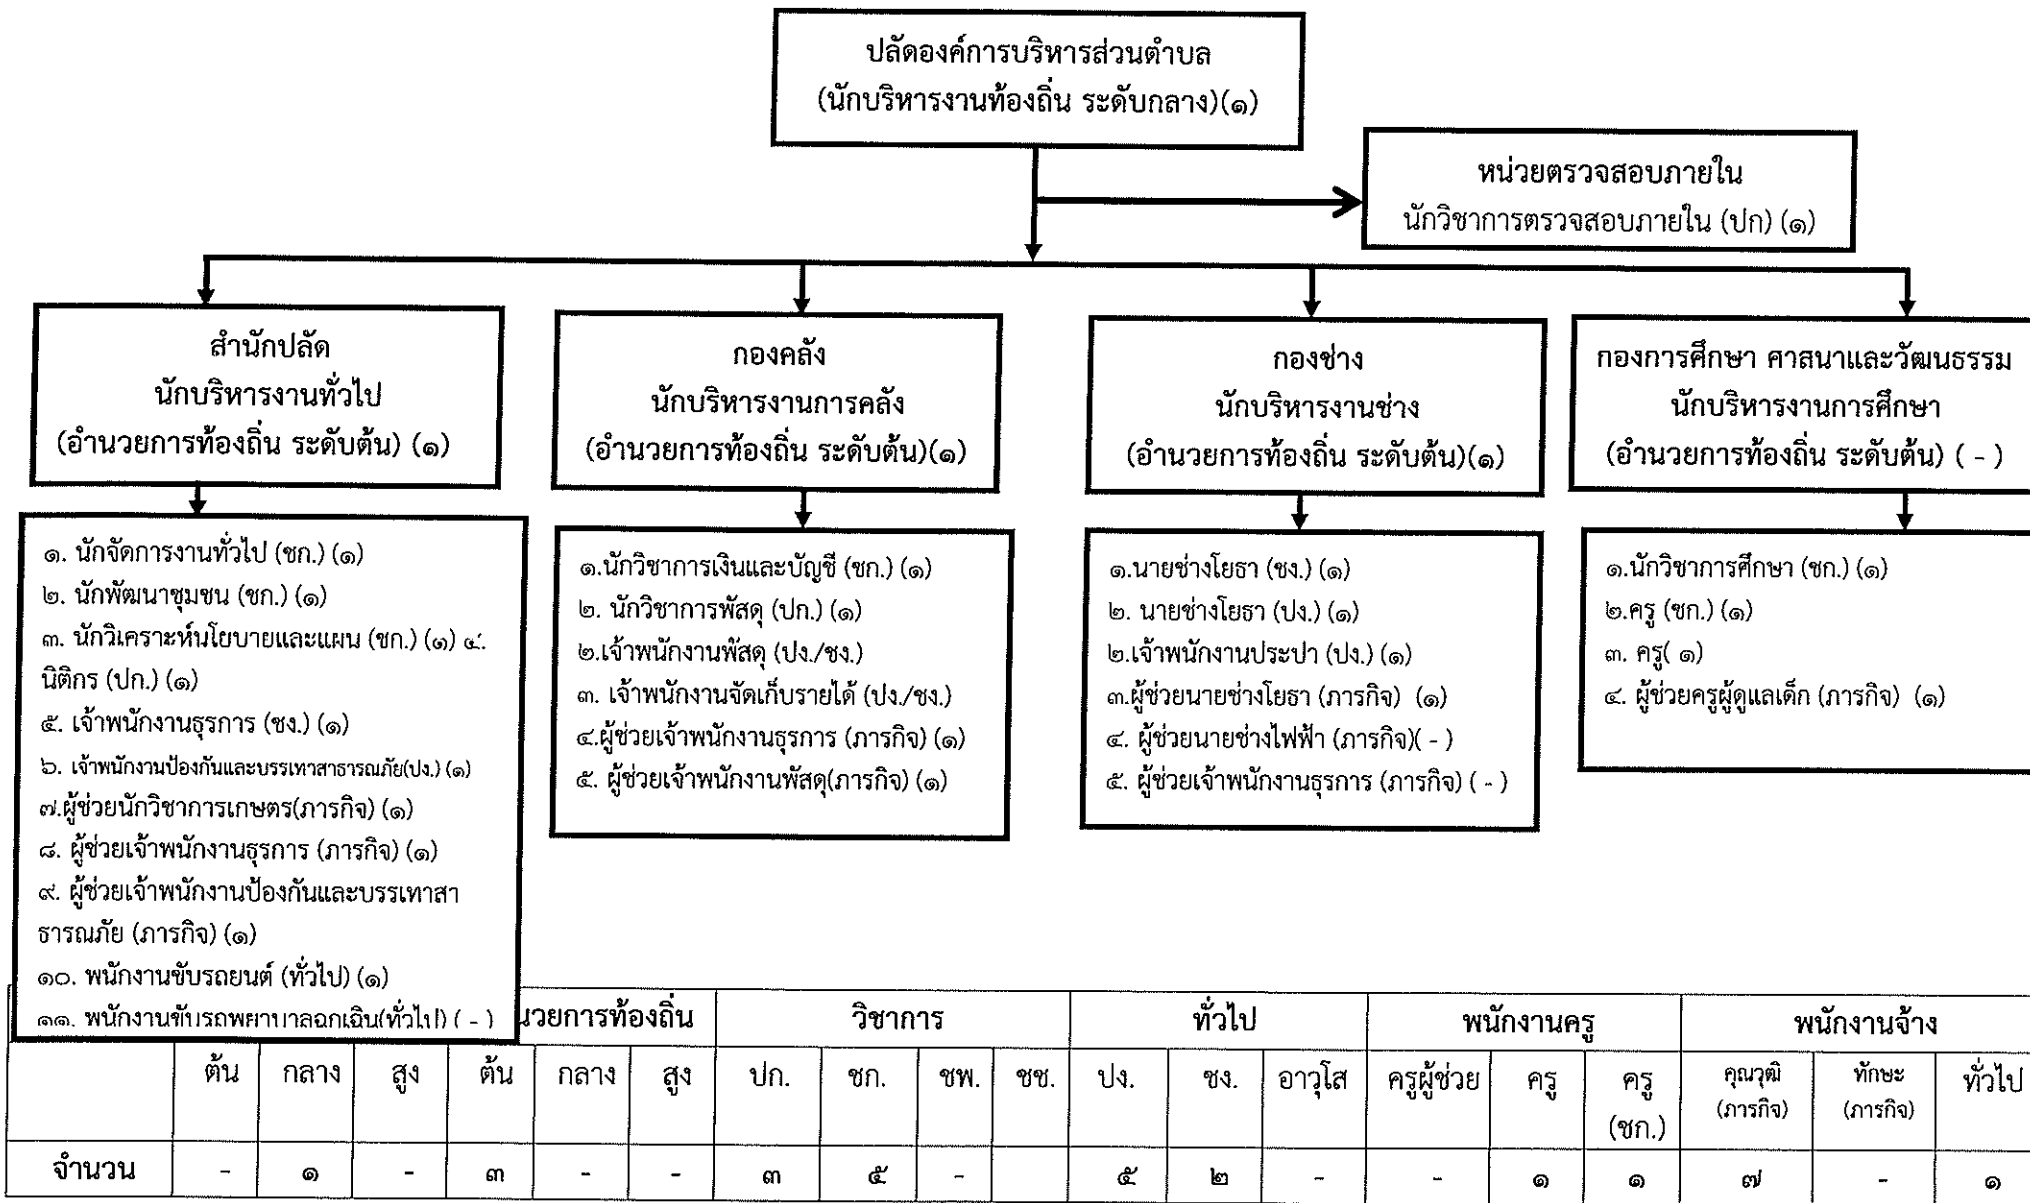 ปลัดองค์การบริหารส่วนตำบล
(นักบริหารงานท้องถิ่น ระดับกลาง)(๑)
หน่วยตรวจสอบภายใน
นักวิชาการตรวจสอบภายใน (ปก) (๑)
สำนักปลัด
นักบริหารงานทั่วไป
(อำนวยการท้องถิ่น ระดับต้น) (๑)
กองคลัง
นักบริหารงานการคลัง
(อำนวยการท้องถิ่น ระดับต้น)(๑)
กองช่าง
นักบริหารงานช่าง
(อำนวยการท้องถิ่น ระดับต้น)(๑)
กองการศึกษา ศาสนาและวัฒนธรรม
นักบริหารงานการศึกษา
(อำนวยการท้องถิ่น ระดับต้น) ( - )
๑. นักจัดการงานทั่วไป (ชก.) (๑)
๒. นักพัฒนาชุมชน (ชก.) (๑)
๓. นักวิเคราะห์นโยบายและแผน (ชก.) (๑) ๔.
นิติกร (ปก.) (๑)
๕. เจ้าพนักงานธุรการ (ชง.) (๑)
๖. เจ้าพนักงานป้องกันและบรรเทาสาธารณภัย(ปง.) (๑)
๗.ผู้ช่วยนักวิชาการเกษตร(ภารกิจ) (๑)
๘. ผู้ช่วยเจ้าพนักงานธุรการ (ภารกิจ) (๑)
๙. ผู้ช่วยเจ้าพนักงานป้องกันและบรรเทาสา
ธารณภัย (ภารกิจ) (๑)
๑๐. พนักงานขับรถยนต์ (ทั่วไป) (๑)
๑๑. พนักงานขับรถพยาบาลฉุกเฉิน(ทั่วไป) ( - )
๑.นักวิชาการเงินและบัญชี (ชก.) (๑)
๒. นักวิชาการพัสดุ (ปก.) (๑)
๒.เจ้าพนักงานพัสดุ (ปง./ชง.)
๓. เจ้าพนักงานจัดเก็บรายได้ (ปง./ชง.)
๔.ผู้ช่วยเจ้าพนักงานธุรการ (ภารกิจ) (๑)
๕. ผู้ช่วยเจ้าพนักงานพัสดุ(ภารกิจ) (๑)
๑.นายช่างโยธา (ชง.) (๑)
๒. นายช่างโยธา (ปง.) (๑)
๒.เจ้าพนักงานประปา (ปง.) (๑)
๓.ผู้ช่วยนายช่างโยธา (ภารกิจ) (๑)
๔. ผู้ช่วยนายช่างไฟฟ้า (ภารกิจ)( - )
๕. ผู้ช่วยเจ้าพนักงานธุรการ (ภารกิจ) ( - )
๑.นักวิชาการศึกษา (ชก.) (๑)
๒.ครู (ชก.) (๑)
๓. ครู( ๑)
๔. ผู้ช่วยครูผู้ดูแลเด็ก (ภารกิจ) (๑)
นวยการท้องถิ่น วิชาการ ทั่วไป พนักงานครู พนักงานจ้าง
ต้น กลาง สูง ต้น กลาง สูง ปก. ชก. ชพ. ชช. ปง. ชง. อาวุโส ครูผู้ช่วย ครู ครู คุณวุฒิ ทักษะ ทั่วไป
(ชก.) (ภารกิจ) (ภารกิจ)
จำนวน - ๑ - ๓ - - ๓ ๕ - ๕ ๒ - - ๑ ๑ ๗ - ๑